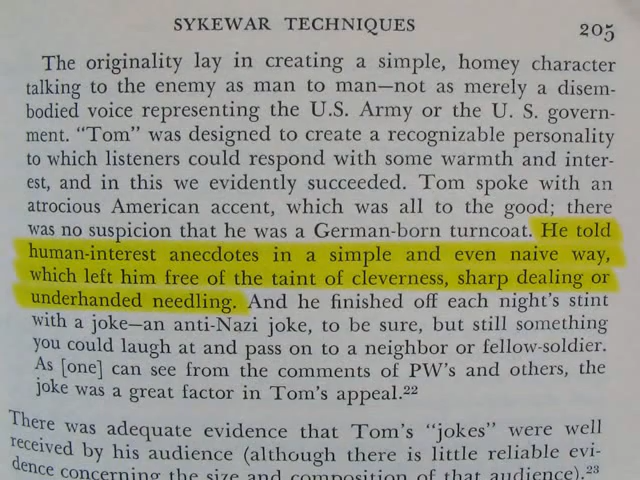 SYKEWAR TECHNIQUES 205
The originality lay in creating a simple, homey character
talking to the enemy as man to man—not as merely a disem-
bodied voice representing the U.S. Army or the U. S. govern-
ment. "Tom" was designed to create a recognizable personality
to which listeners could respond with some warmth and inter-
est, and in this we evidently succeeded. Tom spoke with an
atrocious American accent, which was all to the good; there
was no suspicion that he was a German-born turncoat. He told
human-interest anecdotes in a simple and even naive way,
which left him free of the taint of cleverness, sharp dealing or
underhanded needling. And he finished off each night's stint
with a joke—an anti-Nazi joke, to be sure, but still something
you could laugh at and pass on to a neighbor or fellow-soldier.
As [one] can see from the comments of PW's and others, the
joke was a great factor in Tom's appeal.22
There was adequate evidence that Tom's "jokes" were well
received by his audience (although there is little reliable evi-
dence concerning the size and composition of that audience).23